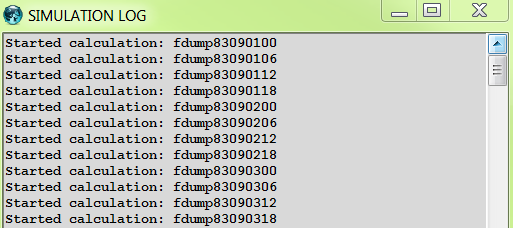 SIMULATION LOG
Started calculation: fdump83090100
Started calculation: fdump83090106
Started calculation: fdump83090112
Started calculation: fdump83090118
Started calculation: fdump83090200
Started calculation: fdump83090206
Started calculation: fdump83090212
Started calculation: fdump83090218
Started calculation: fdump83090300
Started calculation: fdump83090306
Started calculation: fdump83090312
Started calculation: fdump83090318